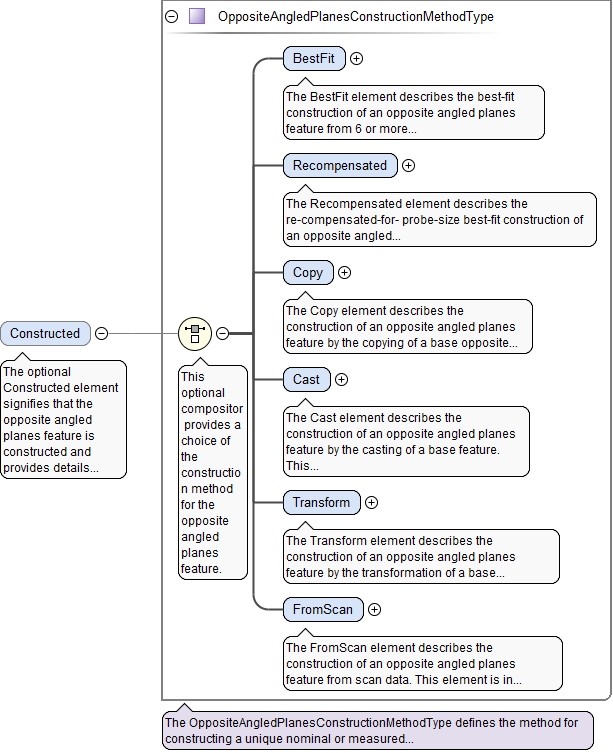 OppositeAngledPlanesConstructionMethodType
BestFit
The BestFit element describes the best-fit
construction of an opposite angled planes
feature from 6 or more...
Recompensated
The Recompensated element describes the
re-compensated-for- probe-size best-fit construction of
an opposite angled...
Copy
The Copy element describes the
construction of an opposite angled planes
feature by the copying of a base opposite...
Constructed
The optional
Constructed element
signifies that the
opposite angled
planes feature is
constructed and
provides details...
This
optional
compositor
provides a
choice of
the
constructio
n method
for the
opposite
angled
planes
feature.
Cast
The Cast element describes the
construction of an opposite angled planes
feature by the casting of a base feature.
This...
Transform
The Transform element describes the
construction of an opposite angled planes
feature by the transformation of a base...
FromScan
The FromScan element describes the
construction of an opposite angled planes
feature from scan data. This element is in...
The OppositeAngledPlanesConstructionMethodType defines the method for
constructing a unique nominal or measured...